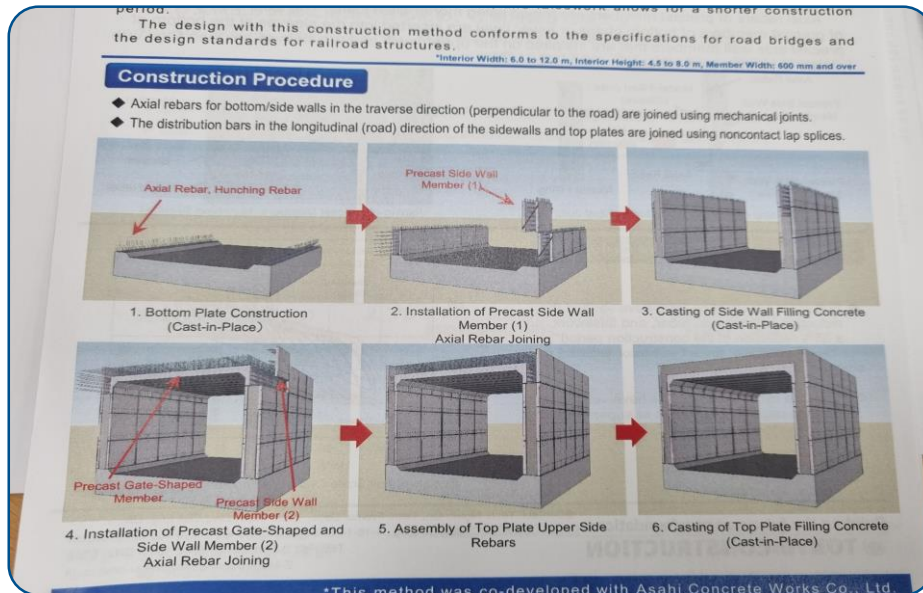 period.
allows for a shorter construction
The design with this construction method conforms to the specifications for road bridges and
the design standards for railroad structures.
*Interior Width: 6.0 to 12.0 m, Interior Height: 4.5 to 8.0 m, Member Width: 600 mm and over
Construction Procedure
◆ Axial rebars for bottom/side walls in the traverse direction (perpendicular to the road) are joined using mechanical joints.
◆ The distribution bars in the longitudinal (road) direction of the sidewalls and top plates are joined using noncontact lap splices.
Axial Rebar, Hunching Rebar
Precast Side Wall
Member (1)
1. Bottom Plate Construction
(Cast-in-Place)
2. Installation of Precast Side Wall
Member (1)
Axial Rebar Joining
3. Casting of Side Wall Filling Concrete
(Cast-in-Place)
Precast Gate-Shaped
Member
Precast Side Wall
Member (2)
4. Installation of Precast Gate-Shaped and
Side Wall Member (2)
Axial Rebar Joining
5. Assembly of Top Plate Upper Side
Rebars
6. Casting of Top Plate Filling Concrete
(Cast-in-Place)
*This method was co-developed with Asahi Concrete Works Co., Ltd.